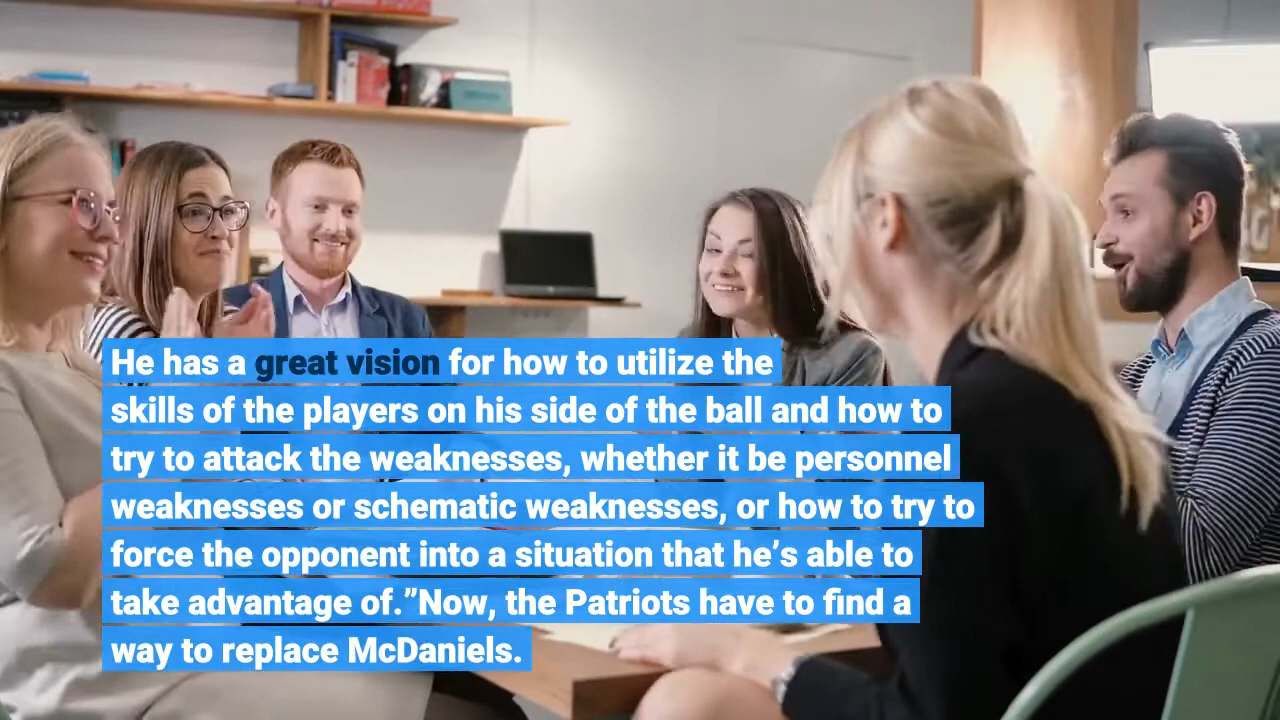 He has a great vision for how to utilize the
skills of the players on his side of the ball and how to
try to attack the weaknesses, whether it be personnel
weaknesses or schematic weaknesses, or how to try to
force the opponent into a situation that he’s able to
take advantage of.”Now, the Patriots have to find a
way to replace McDaniels.